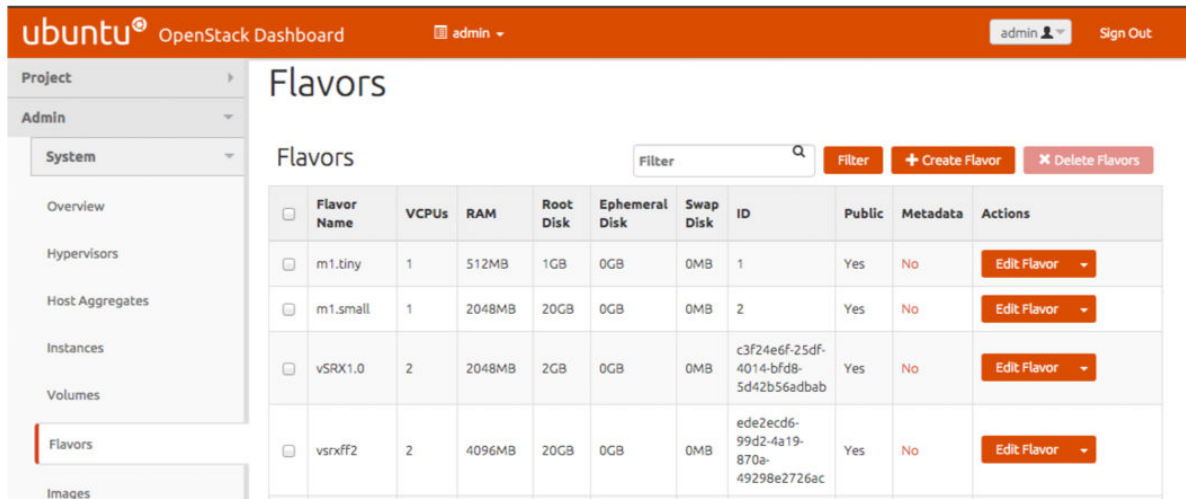 ubuntu® OpenStack Dashboard admin admin Sign Out
Project
Admin
System
Overview
Hypervisors
Host Aggregates
Instances
Volumes
Flavors
Images
Flavors
Flavors Filter Filter + Create Flavor ✖ Delete Flavors
Flavor Name VCPUs RAM Root Disk Ephemeral Disk Swap Disk ID Public Metadata Actions
m1.tiny 1 512MB 1GB 0GB 0MB 1 Yes No Edit Flavor
m1.small 1 2048MB 20GB 0GB 0MB 2 Yes No Edit Flavor
vSRX1.0 2 2048MB 2GB 0GB 0MB c3f24e6f-25df-4014-bfd8-5d42b56adbab Yes No Edit Flavor
vsrxff2 2 4096MB 20GB 0GB 0MB ede2ecd6-99d2-4a19-870a-49298e2726ac Yes No Edit Flavor